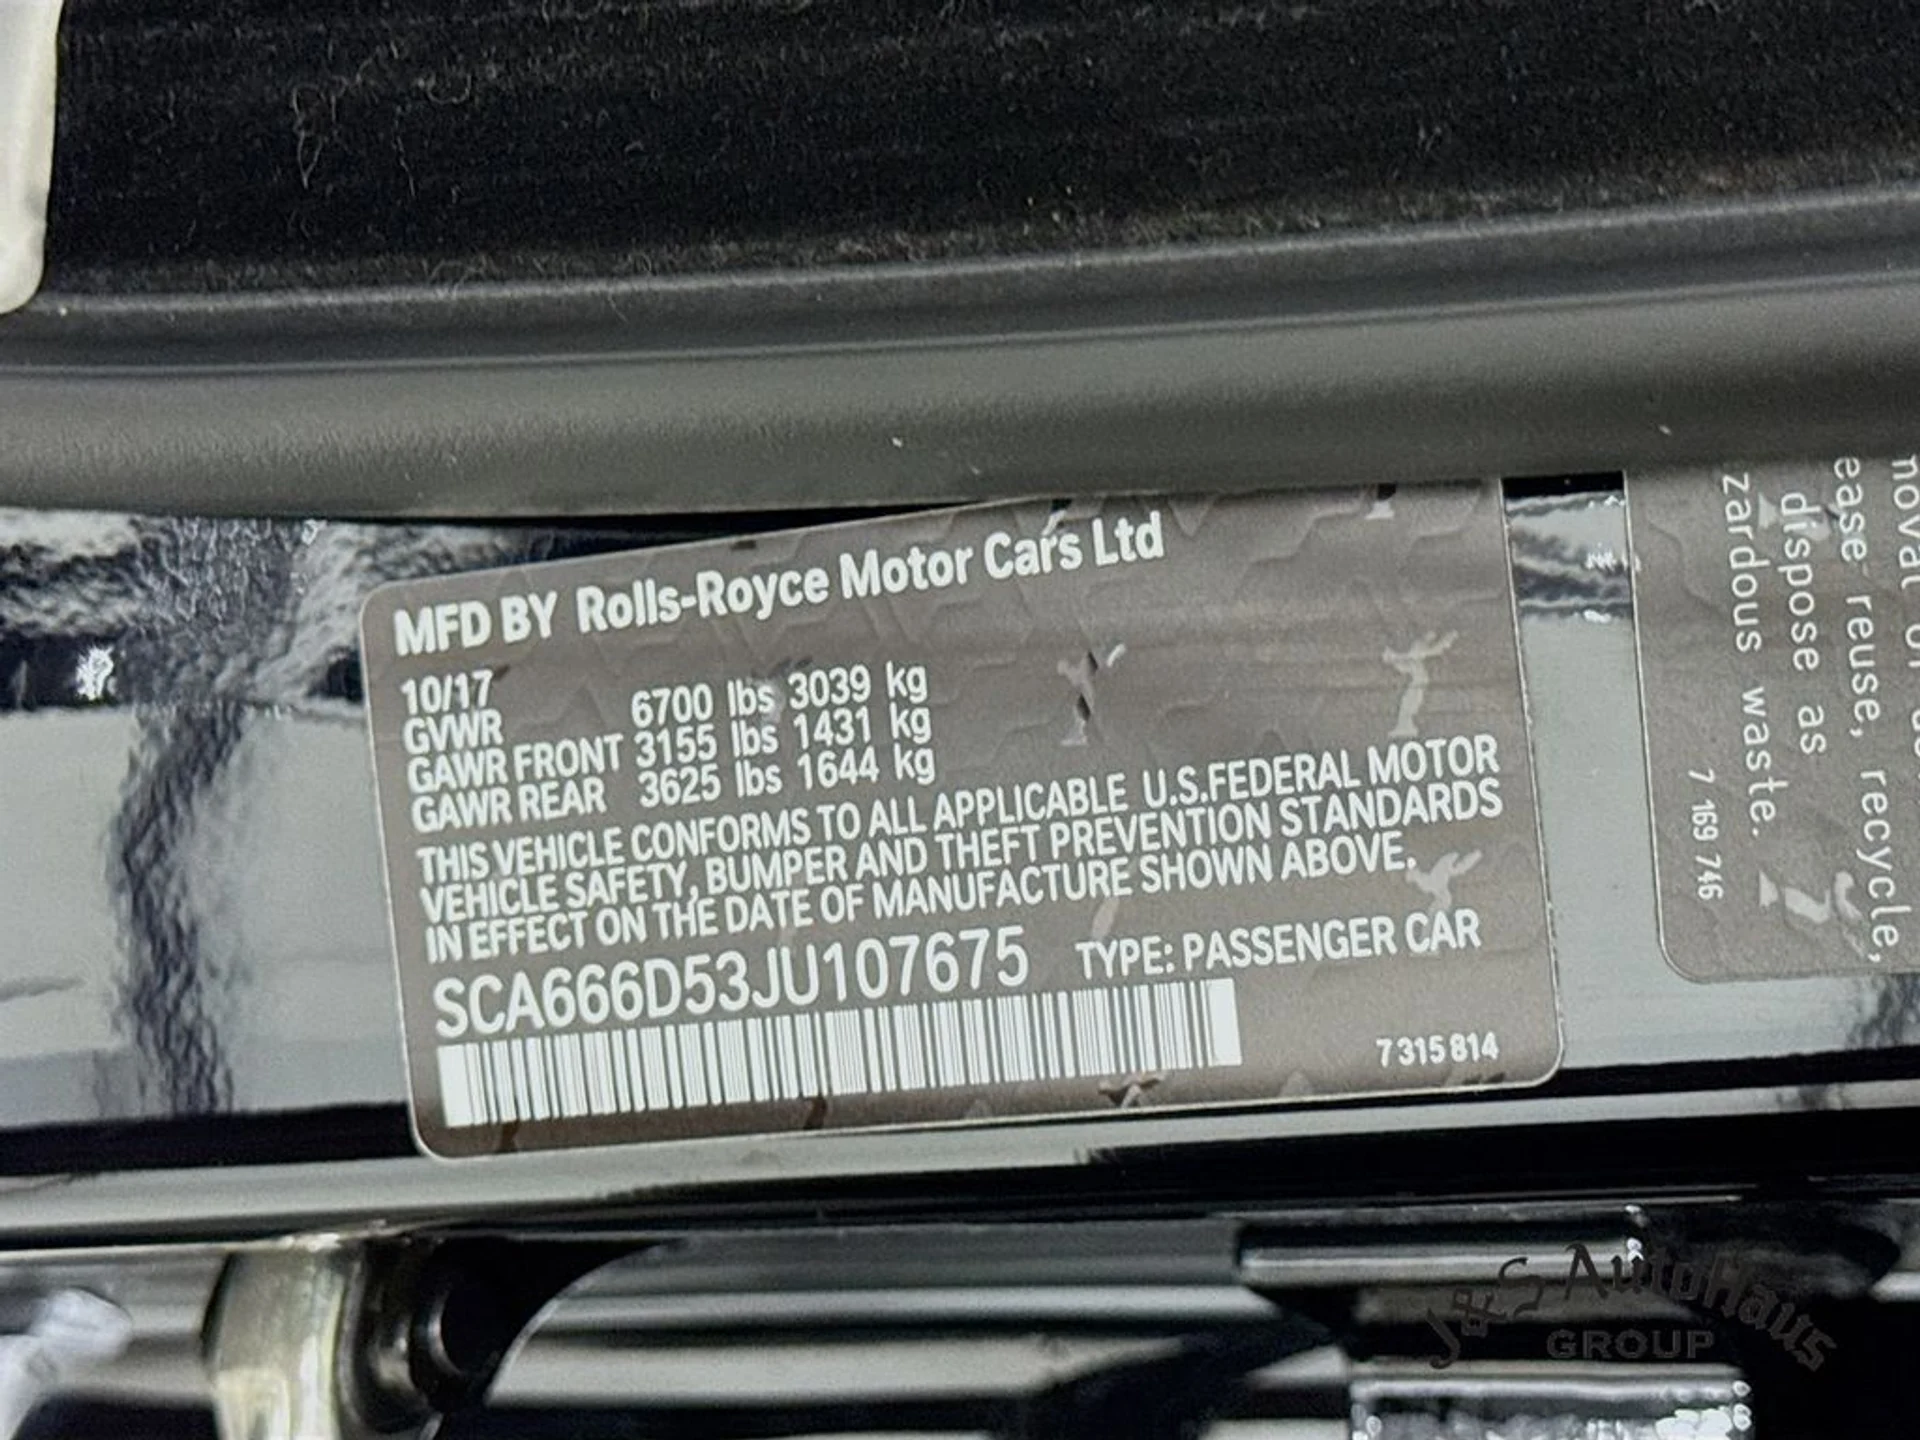 MFD BY Rolls-Royce Motor Cars Ltd
10/17
GVWR 6700 lbs 3039 kg
GAWR FRONT 3155 lbs 1431 kg
GAWR REAR 3625 lbs 1644 kg
THIS VEHICLE CONFORMS TO ALL APPLICABLE U.S.FEDERAL MOTOR
VEHICLE SAFETY, BUMPER AND THEFT PREVENTION STANDARDS
IN EFFECT ON THE DATE OF MANUFACTURE SHOWN ABOVE.
SCA666D53JU107675 TYPE: PASSENGER CAR
7 315 814
reuse, recycle,
dispose as
waste.
7 169 746
J&S AutoHaus
GROUP